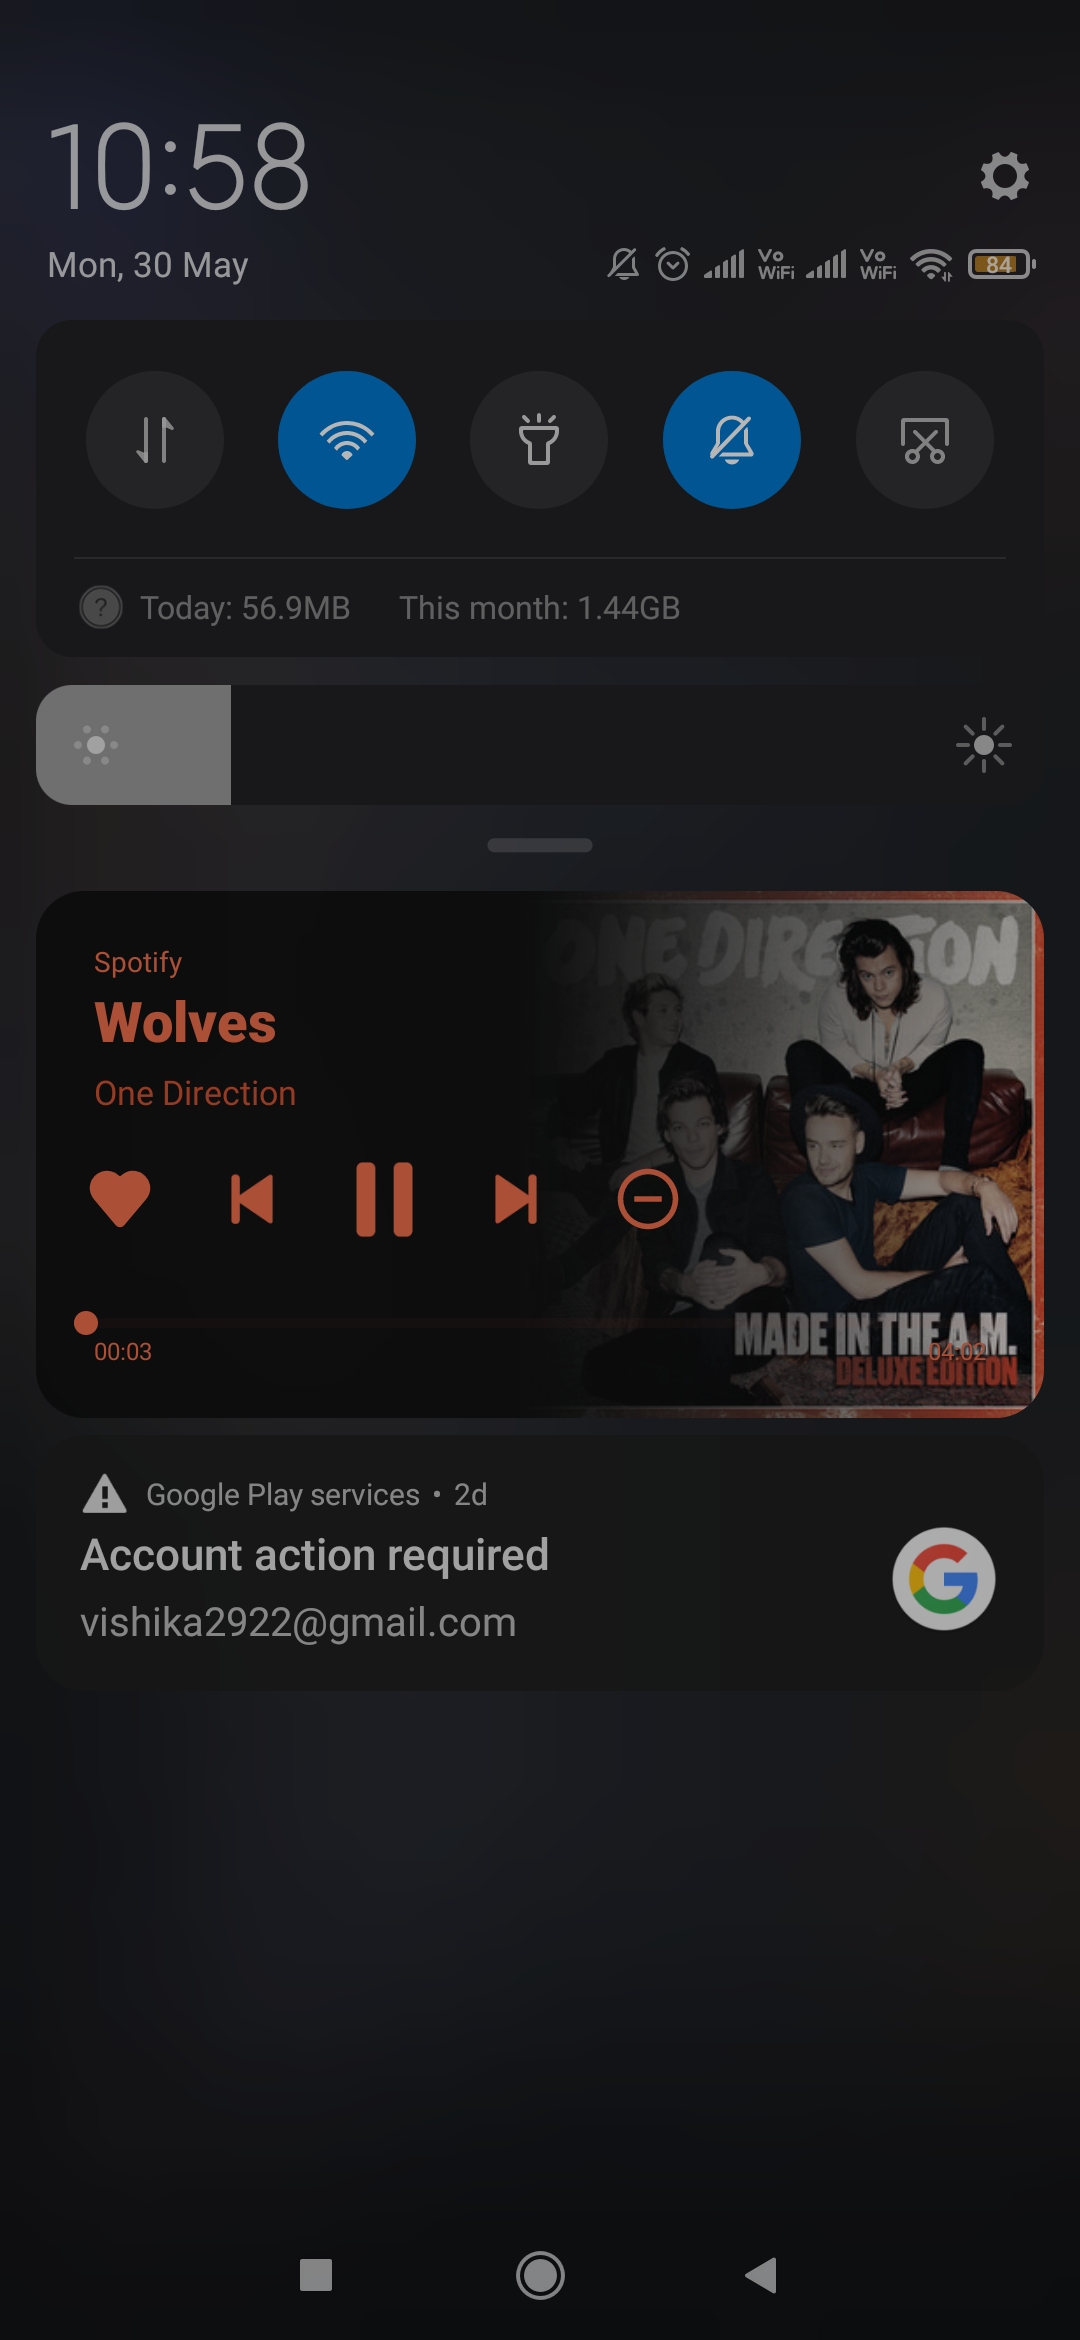 10:58
Mon, 30 May
Vo WiFi Vo WiFi 84
? Today: 56.9MB This month: 1.44GB
Spotify
Wolves
One Direction
ONE DIRECTION
00:03
04:02
MADE IN THE A.M.
DELUXE EDITION
Google Play services • 2d
Account action required
vishika2922@gmail.com
G